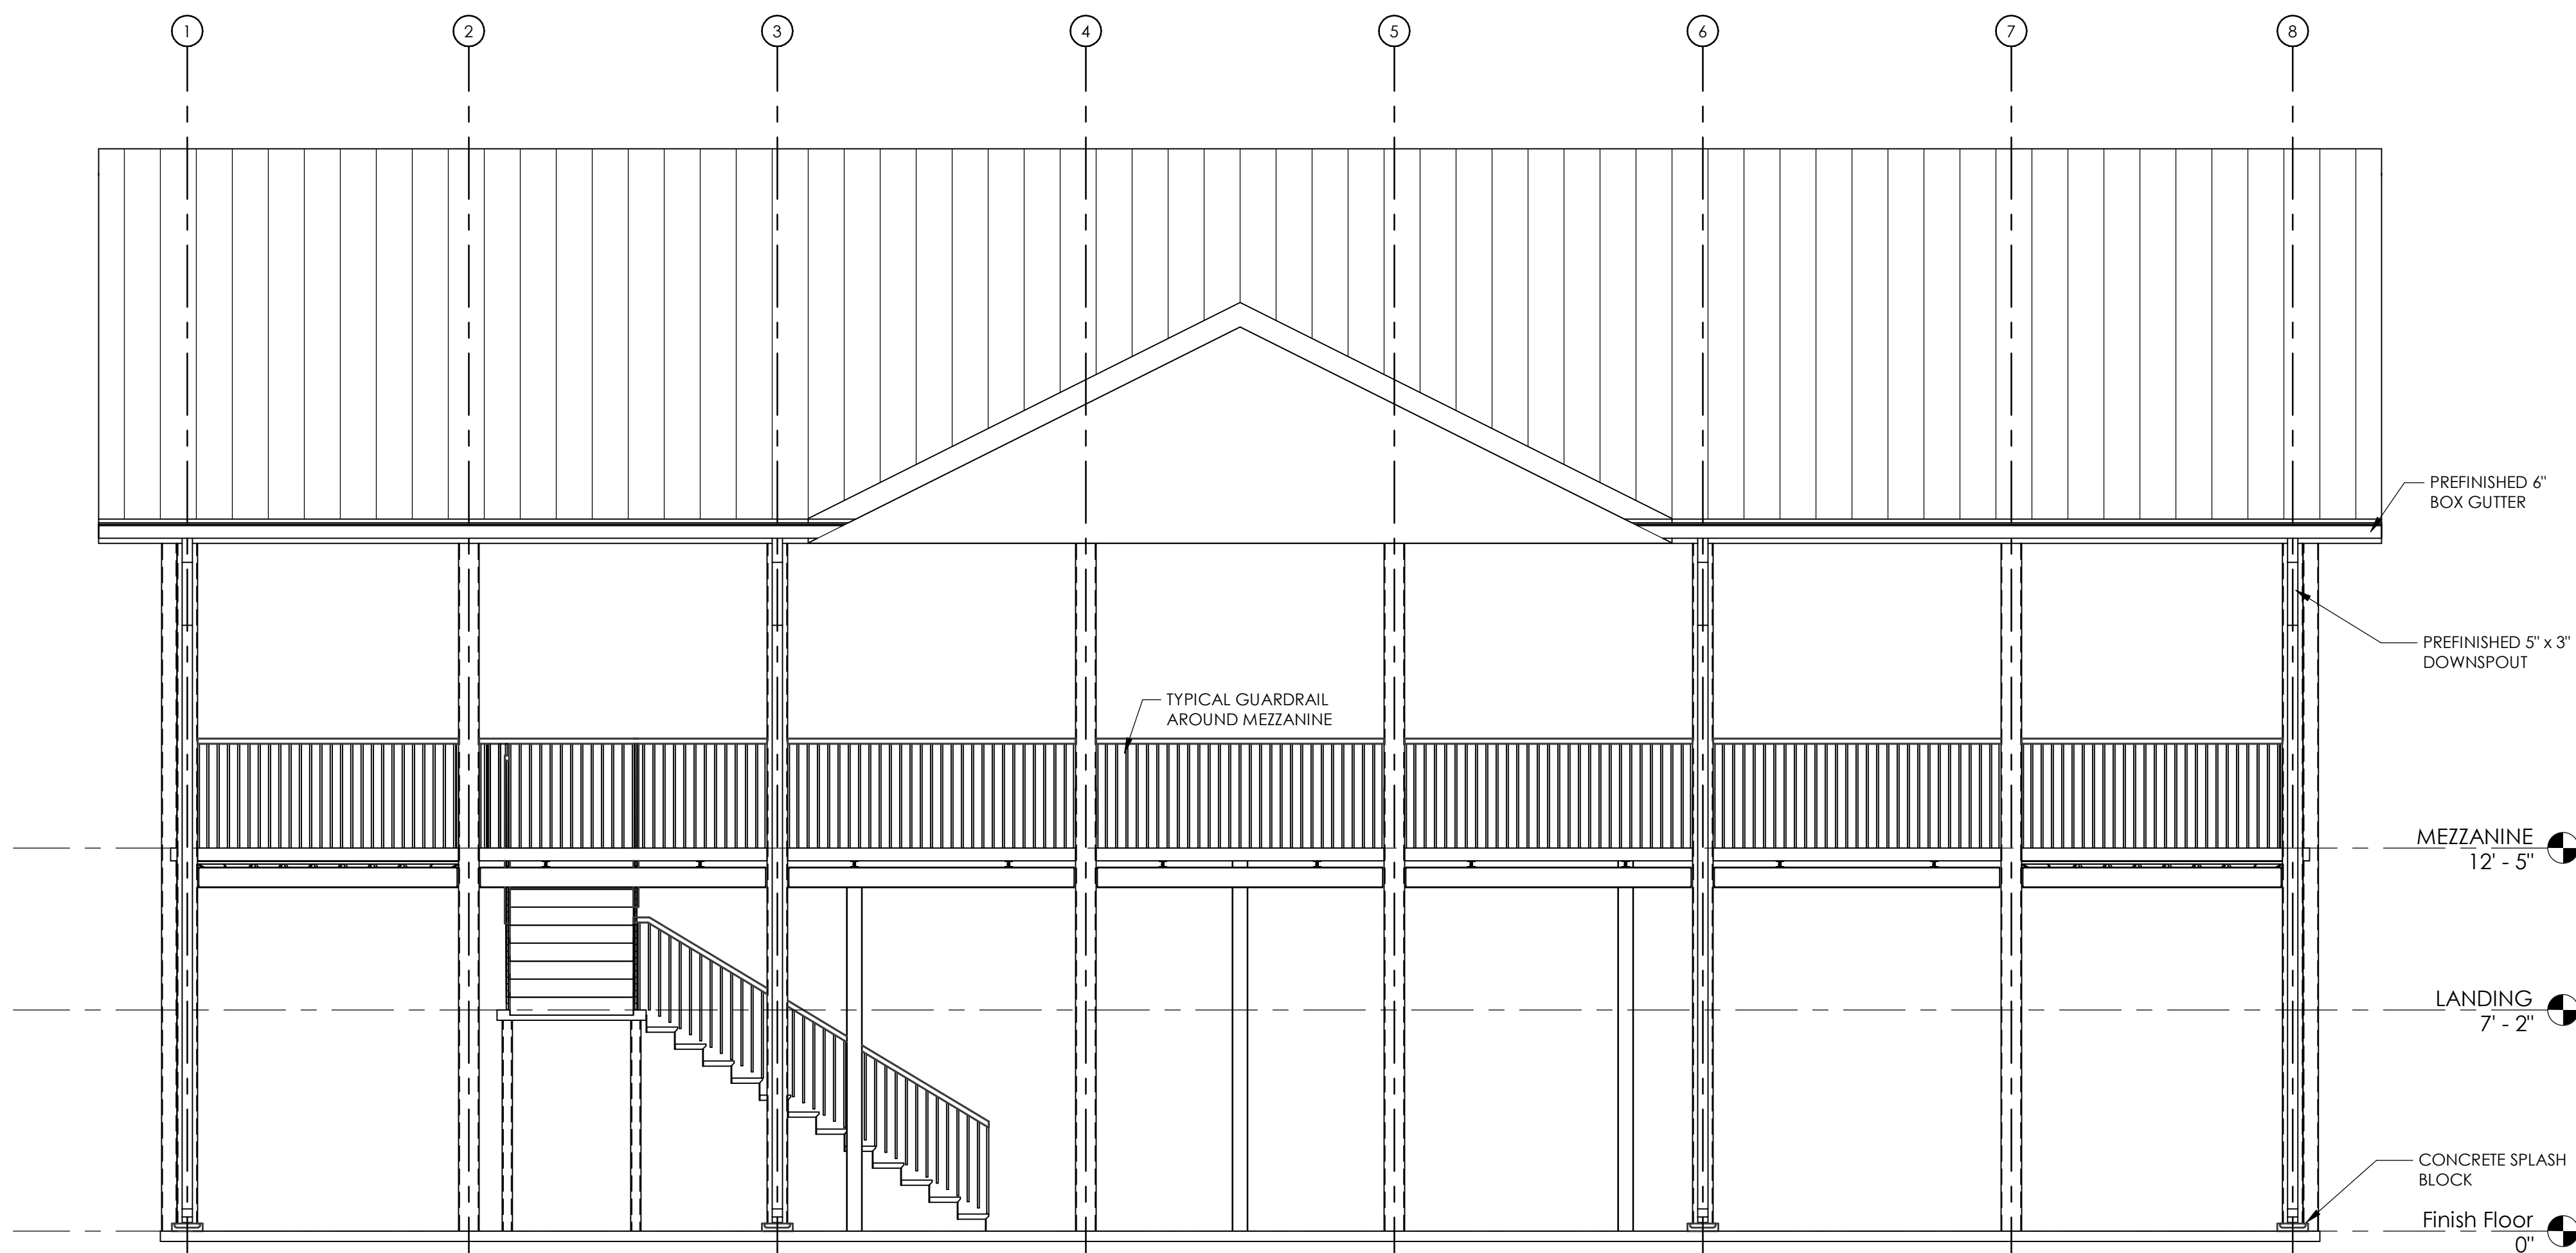 1
2
3
4
5
6
7
8
PREFINISHED 6"
BOX GUTTER
PREFINISHED 5" x 3"
DOWNSPOUT
TYPICAL GUARDRAIL
AROUND MEZZANINE
MEZZANINE
12' - 5"
LANDING
7' - 2"
CONCRETE SPLASH
BLOCK
Finish Floor
0"